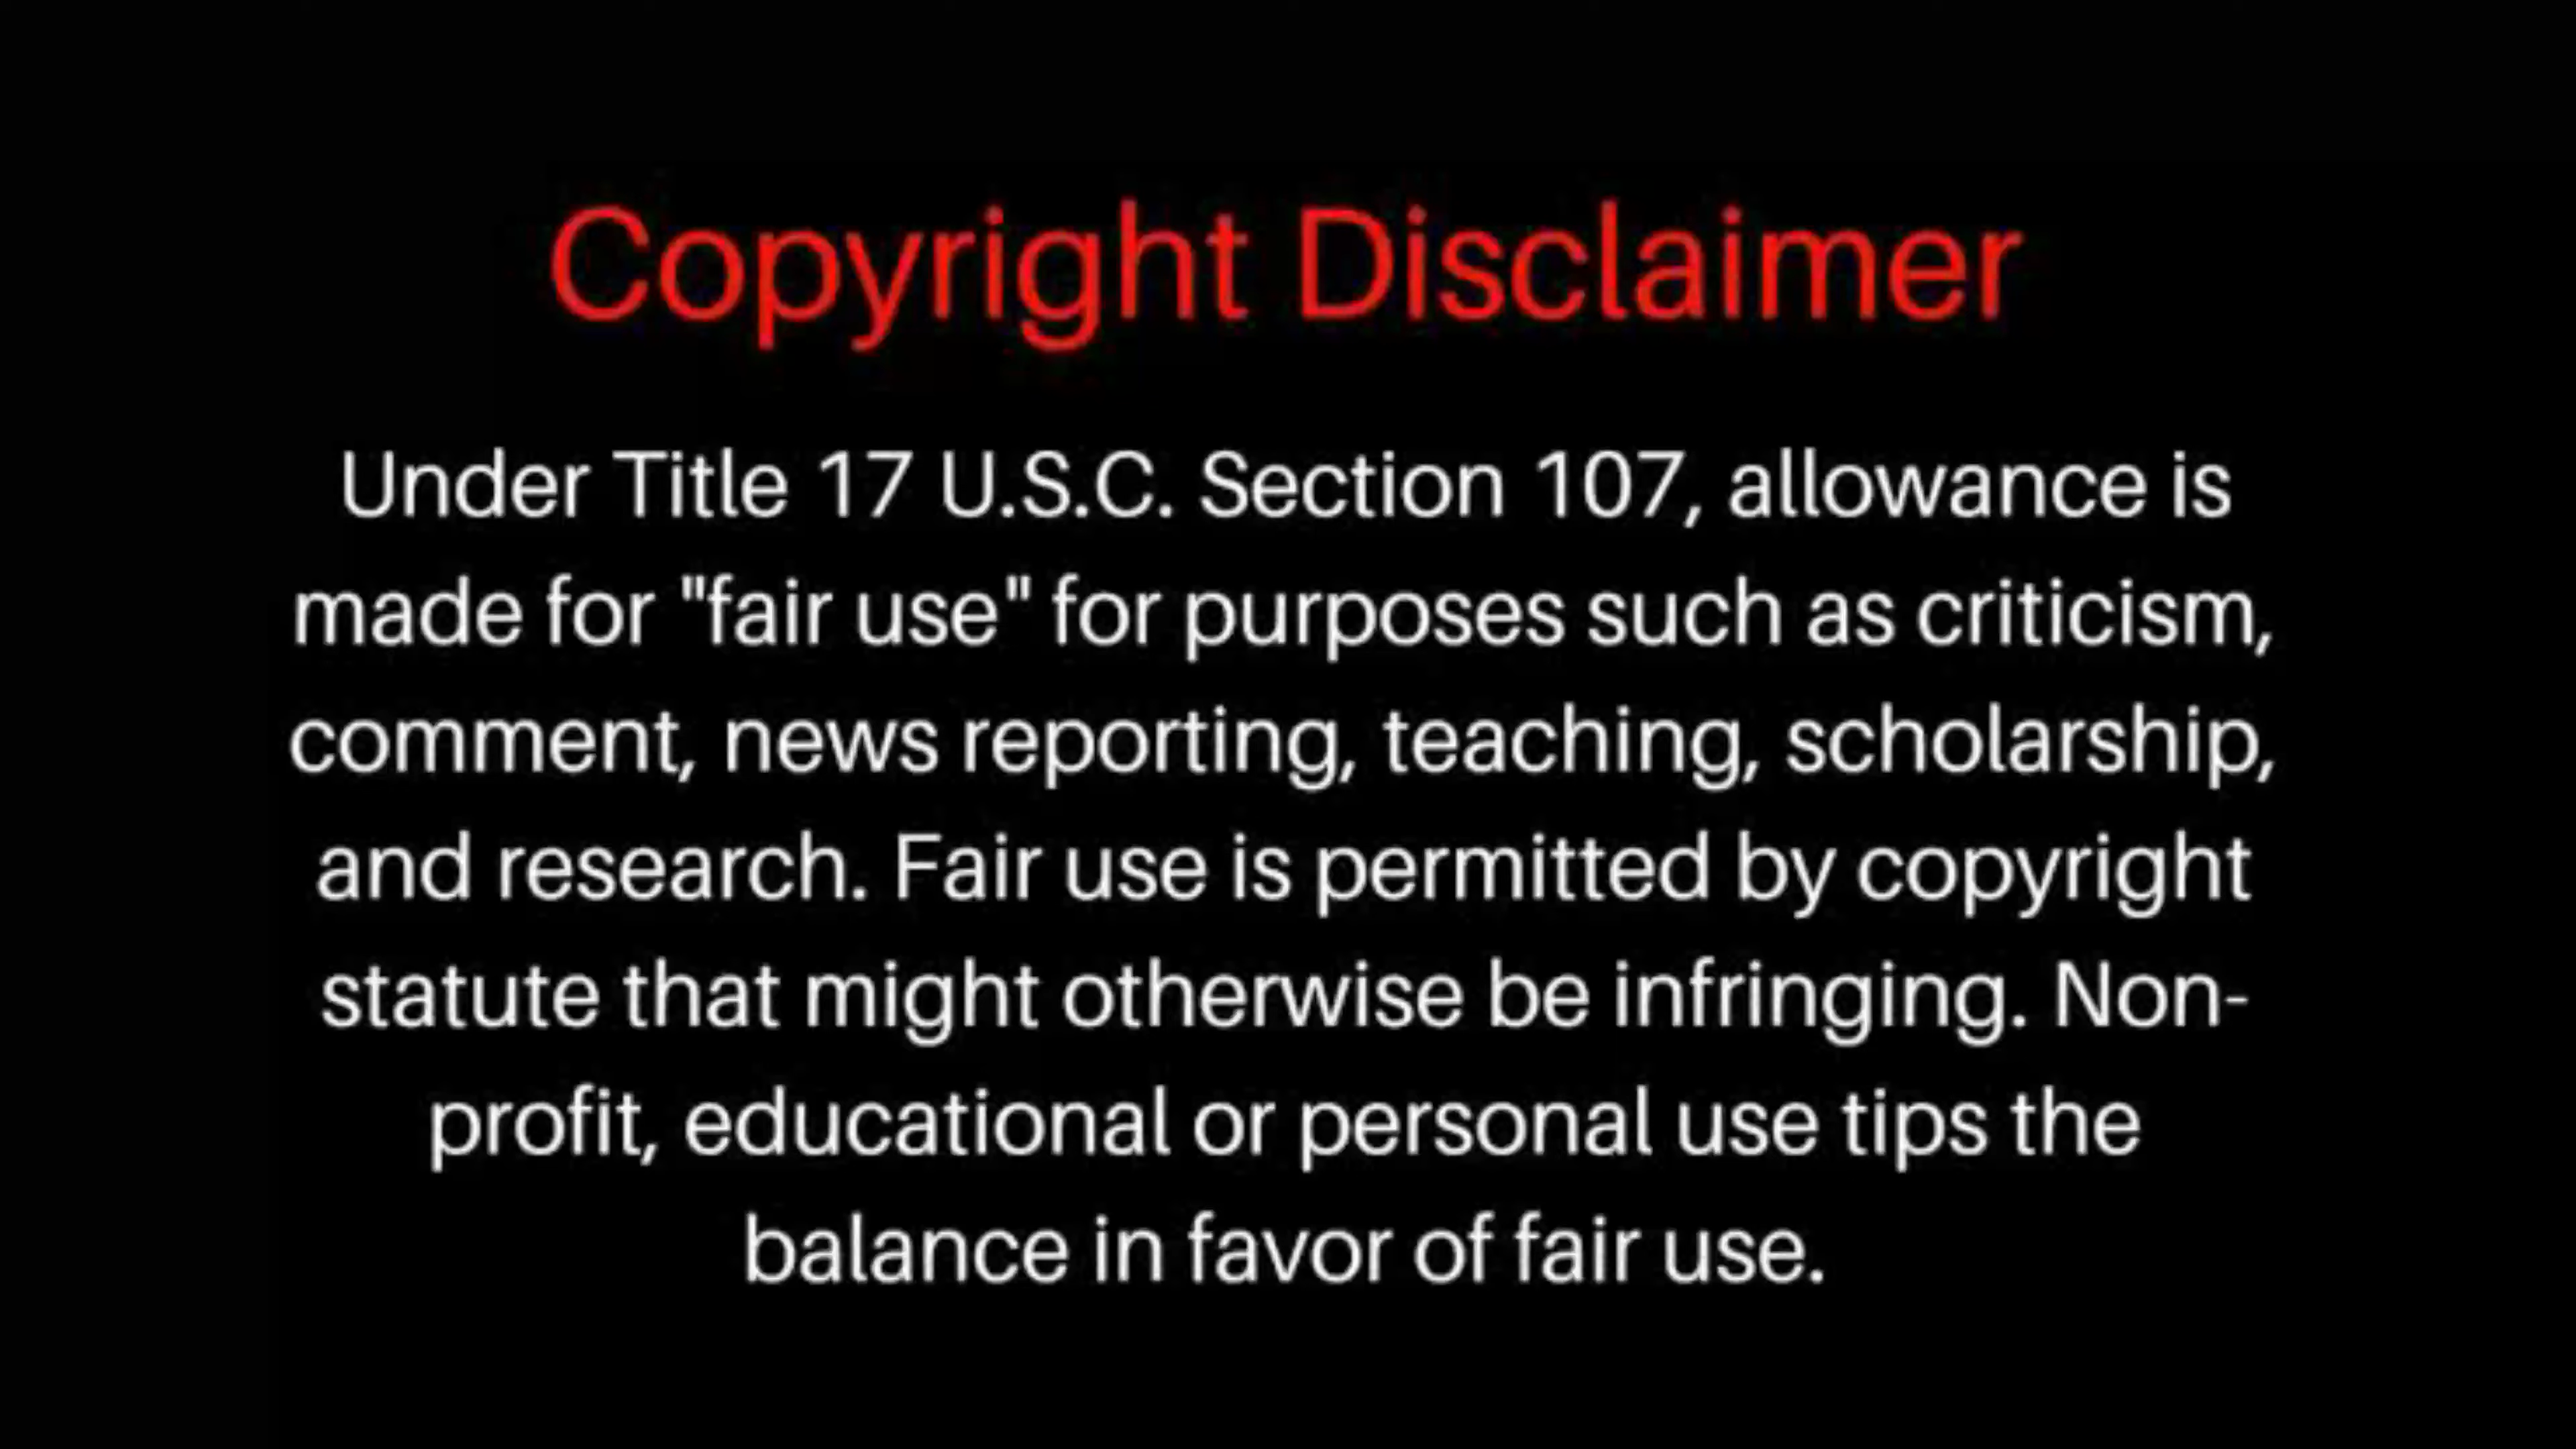 Copyright Disclaimer
Under Title 17 U.S.C. Section 107, allowance is
made for "fair use" for purposes such as criticism,
comment, news reporting, teaching, scholarship,
and research. Fair use is permitted by copyright
statute that might otherwise be infringing. Non-
profit, educational or personal use tips the
balance in favor of fair use.